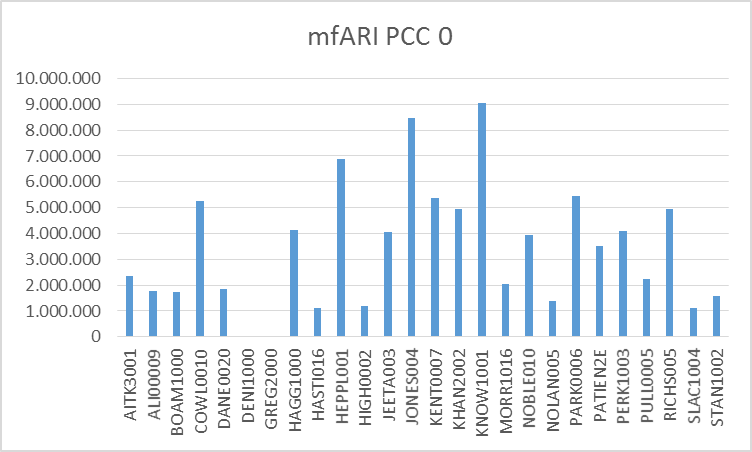 mfARI PCC 0
10.000.000
9.000.000
8.000.000
7.000.000
6.000.000
5.000.000
4.000.000
3.000.000
2.000.000
1.000.000
0
AITK3001
ALI00009
BOAM1000
COWL0010
DANE0020
DENI1000
GREG2000
HAGG1000
HASTI016
HEPPL001
HIGH0002
JEETA003
JONES004
KENT0007
KHAN2002
KNOW1001
MORR1016
NOBLE010
NOLAN005
PARK0006
PATIEN2E
PERK1003
PULL0005
RICHS005
SLAC1004
STAN1002